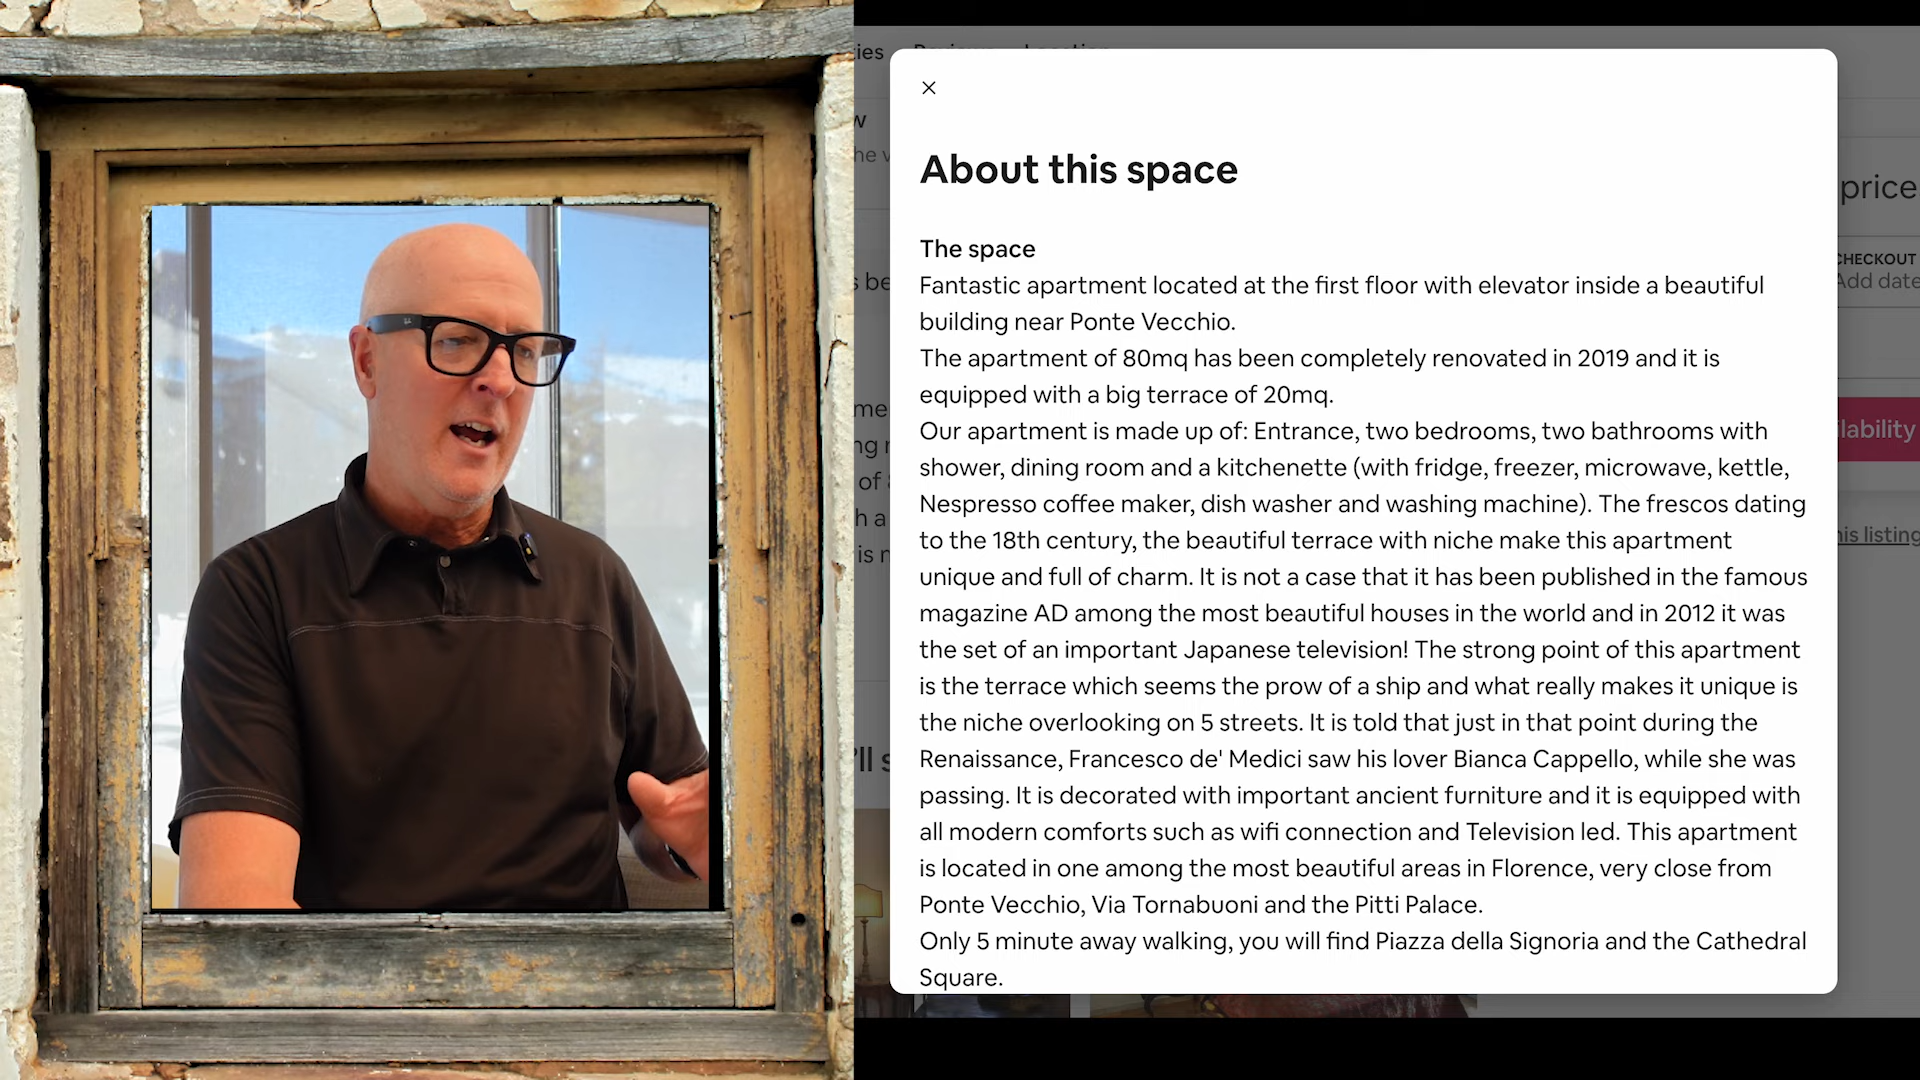 ies Reviews Location
w
he v
price
CHECKOUT
Add date
s be
lability
me
ng r
of 8
h a
is r
his listing
'll s
×
About this space
The space
Fantastic apartment located at the first floor with elevator inside a beautiful
building near Ponte Vecchio.
The apartment of 80mq has been completely renovated in 2019 and it is
equipped with a big terrace of 20mq.
Our apartment is made up of: Entrance, two bedrooms, two bathrooms with
shower, dining room and a kitchenette (with fridge, freezer, microwave, kettle,
Nespresso coffee maker, dish washer and washing machine). The frescos dating
to the 18th century, the beautiful terrace with niche make this apartment
unique and full of charm. It is not a case that it has been published in the famous
magazine AD among the most beautiful houses in the world and in 2012 it was
the set of an important Japanese television! The strong point of this apartment
is the terrace which seems the prow of a ship and what really makes it unique is
the niche overlooking on 5 streets. It is told that just in that point during the
Renaissance, Francesco de' Medici saw his lover Bianca Cappello, while she was
passing. It is decorated with important ancient furniture and it is equipped with
all modern comforts such as wifi connection and Television led. This apartment
is located in one among the most beautiful areas in Florence, very close from
Ponte Vecchio, Via Tornabuoni and the Pitti Palace.
Only 5 minute away walking, you will find Piazza della Signoria and the Cathedral
Square.